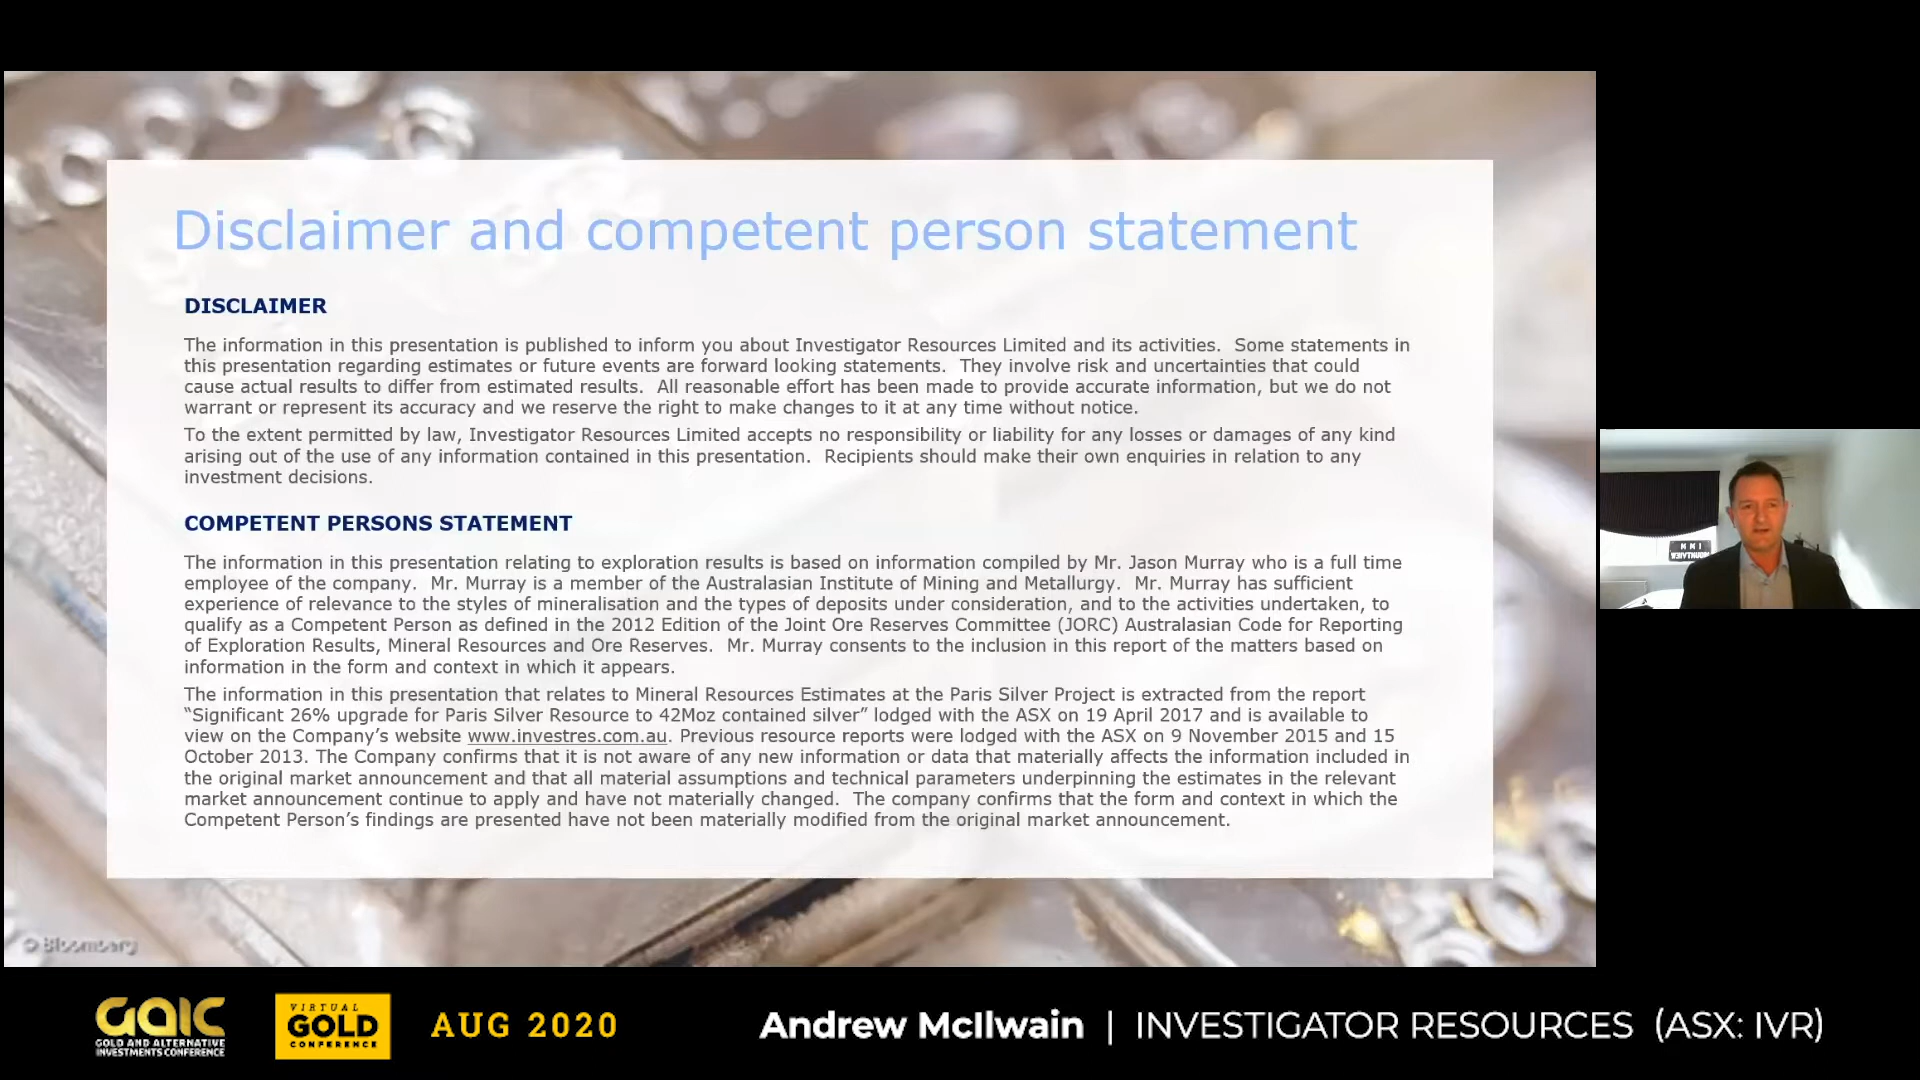 Disclaimer and competent person statement
DISCLAIMER
The information in this presentation is published to inform you about Investigator Resources Limited and its activities.  Some statements in
this presentation regarding estimates or future events are forward looking statements.  They involve risk and uncertainties that could
cause actual results to differ from estimated results.  All reasonable effort has been made to provide accurate information, but we do not
warrant or represent its accuracy and we reserve the right to make changes to it at any time without notice.
To the extent permitted by law, Investigator Resources Limited accepts no responsibility or liability for any losses or damages of any kind
arising out of the use of any information contained in this presentation.  Recipients should make their own enquiries in relation to any
investment decisions.
COMPETENT PERSONS STATEMENT
The information in this presentation relating to exploration results is based on information compiled by Mr. Jason Murray who is a full time
employee of the company.  Mr. Murray is a member of the Australasian Institute of Mining and Metallurgy.  Mr. Murray has sufficient
experience of relevance to the styles of mineralisation and the types of deposits under consideration, and to the activities undertaken, to
qualify as a Competent Person as defined in the 2012 Edition of the Joint Ore Reserves Committee (JORC) Australasian Code for Reporting
of Exploration Results, Mineral Resources and Ore Reserves.  Mr. Murray consents to the inclusion in this report of the matters based on
information in the form and context in which it appears.
The information in this presentation that relates to Mineral Resources Estimates at the Paris Silver Project is extracted from the report
“Significant 26% upgrade for Paris Silver Resource to 42Moz contained silver” lodged with the ASX on 19 April 2017 and is available to
view on the Company’s website www.investres.com.au. Previous resource reports were lodged with the ASX on 9 November 2015 and 15
October 2013. The Company confirms that it is not aware of any new information or data that materially affects the information included in
the original market announcement and that all material assumptions and technical parameters underpinning the estimates in the relevant
market announcement continue to apply and have not materially changed.  The company confirms that the form and context in which the
Competent Person’s findings are presented have not been materially modified from the original market announcement.
© Bloomberg
GAIC
GOLD AND ALTERNATIVE
INVESTMENTS CONFERENCE
VIRTUAL
GOLD
CONFERENCE
AUG 2020
Andrew McIlwain | INVESTIGATOR RESOURCES (ASX: IVR)